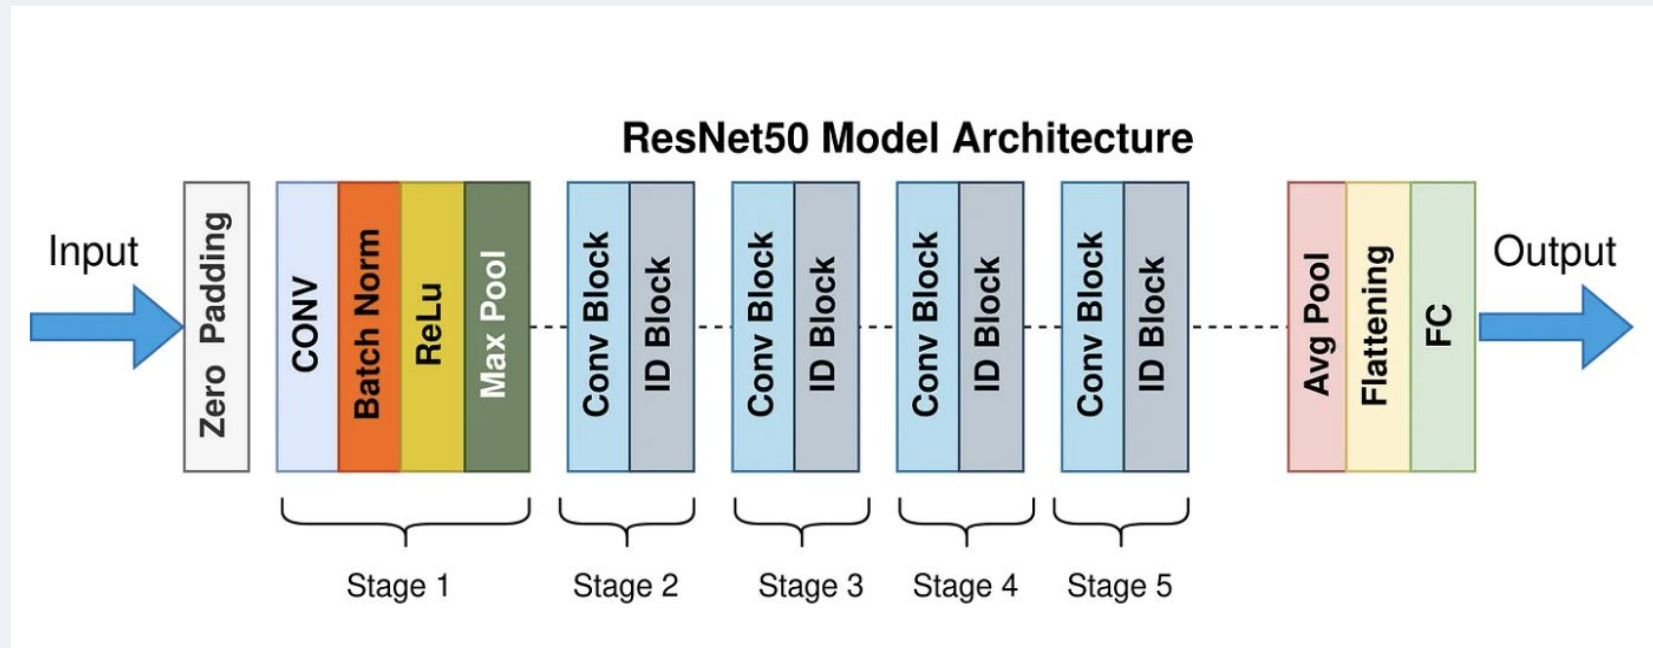 ResNet50 Model Architecture
Input
Zero Padding
CONV
Batch Norm
ReLu
Max Pool
Conv Block
ID Block
Conv Block
ID Block
Conv Block
ID Block
Conv Block
ID Block
Avg Pool
Flattening
FC
Output
Stage 1
Stage 2
Stage 3
Stage 4
Stage 5